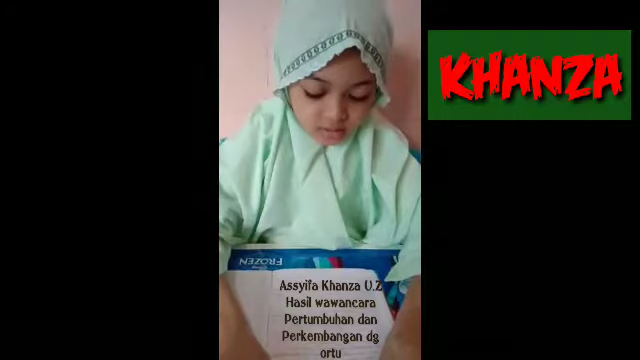 KHANZA
FROZEN
Assyifa Khanza U.Z
Hasil wawancara
Pertumbuhan dan
Perkembangan dg
ortu